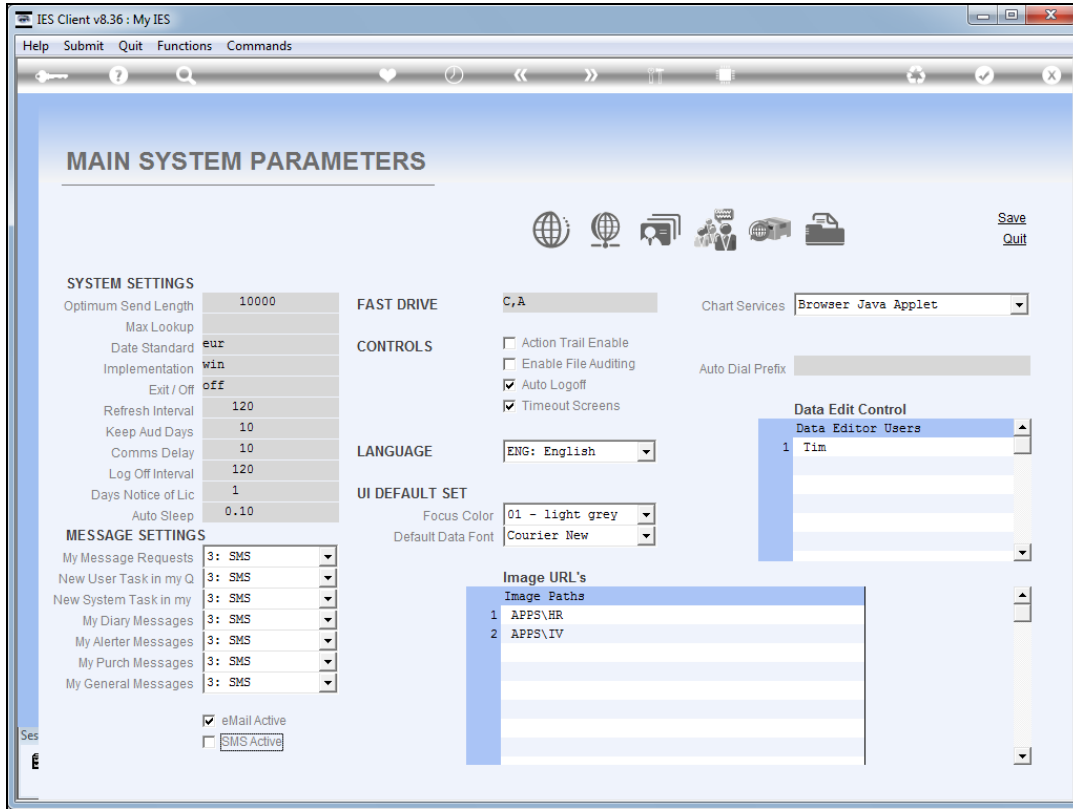 IES Client v8.36 : My IES
Help Submit Quit Functions Commands
MAIN SYSTEM PARAMETERS
Save
Quit
SYSTEM SETTINGS
Optimum Send Length 10000
Max Lookup
Date Standard eur
Implementation win
Exit / Off off
Refresh Interval 120
Keep Aud Days 10
Comms Delay 10
Log Off Interval 120
Days Notice of Lic 1
Auto Sleep 0.10
MESSAGE SETTINGS
My Message Requests 3: SMS
New User Task in my Q 3: SMS
New System Task in my 3: SMS
My Diary Messages 3: SMS
My Alerter Messages 3: SMS
My Purch Messages 3: SMS
My General Messages 3: SMS
eMail Active
SMS Active
FAST DRIVE C,A
CONTROLS
Action Trail Enable
Enable File Auditing
Auto Logoff
Timeout Screens
LANGUAGE ENG: English
UI DEFAULT SET
Focus Color 01 - light grey
Default Data Font Courier New
Chart Services Browser Java Applet
Auto Dial Prefix
Data Edit Control
Data Editor Users
1 Tim
Image URL's
Image Paths
1 APPS\HR
2 APPS\IV
Ses